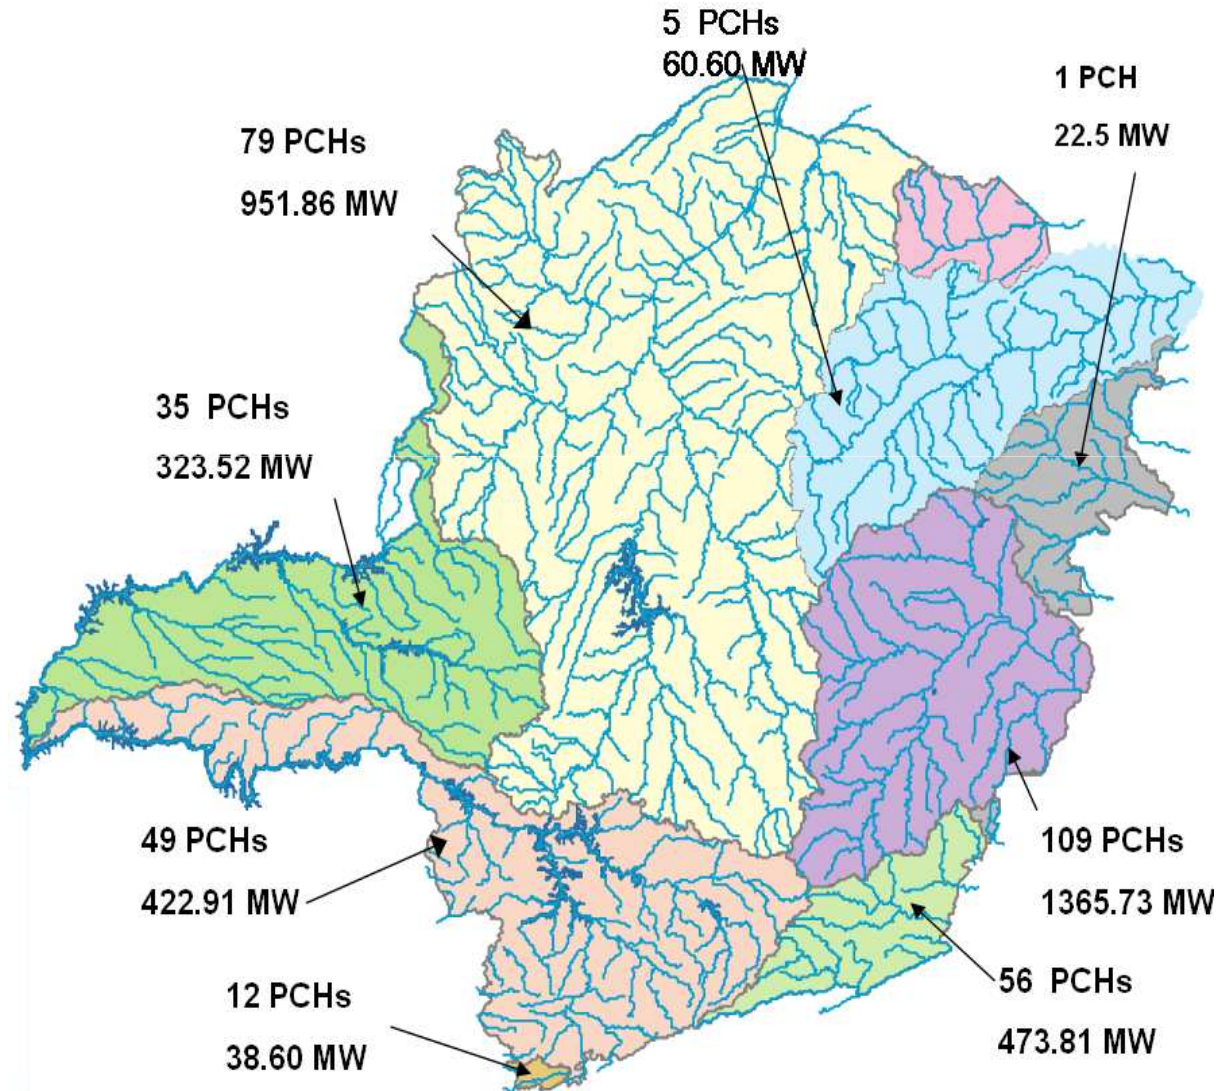 5 PCHs
60.60 MW
1 PCH
22.5 MW
79 PCHs
951.86 MW
35 PCHs
323.52 MW
49 PCHs
422.91 MW
109 PCHs
1365.73 MW
12 PCHs
38.60 MW
56 PCHs
473.81 MW